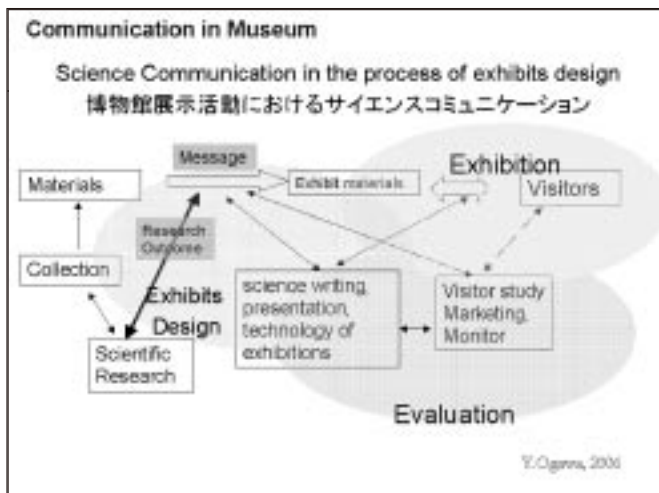 Communication in Museum
Science Communication in the process of exhibits design
博物館展示活動におけるサイエンスコミュニケーション
Message
Exhibition
Materials
Exhibit materials
Visitors
Research
Outcome
Collection
Exhibits
Design
science writing,
presentation,
technology of
exhibitions
Visitor study
Marketing,
Monitor
Scientific
Research
Evaluation
Y.Ogawa, 2006